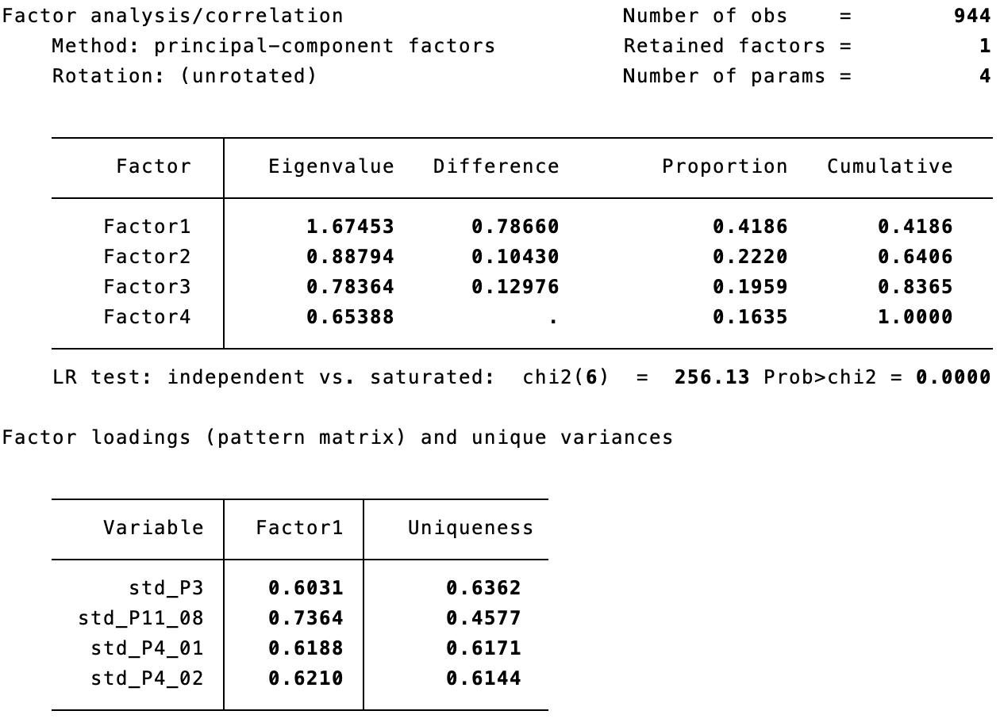 Factor analysis/correlation Number of obs = 944
Method: principal-component factors Retained factors = 1
Rotation: (unrotated) Number of params = 4
Factor Eigenvalue Difference Proportion Cumulative
Factor1 1.67453 0.78660 0.4186 0.4186
Factor2 0.88794 0.10430 0.2220 0.6406
Factor3 0.78364 0.12976 0.1959 0.8365
Factor4 0.65388 . 0.1635 1.0000
LR test: independent vs. saturated: chi2(6) = 256.13 Prob>chi2 = 0.0000
Factor loadings (pattern matrix) and unique variances
Variable Factor1 Uniqueness
std_P3 0.6031 0.6362
std_P11_08 0.7364 0.4577
std_P4_01 0.6188 0.6171
std_P4_02 0.6210 0.6144